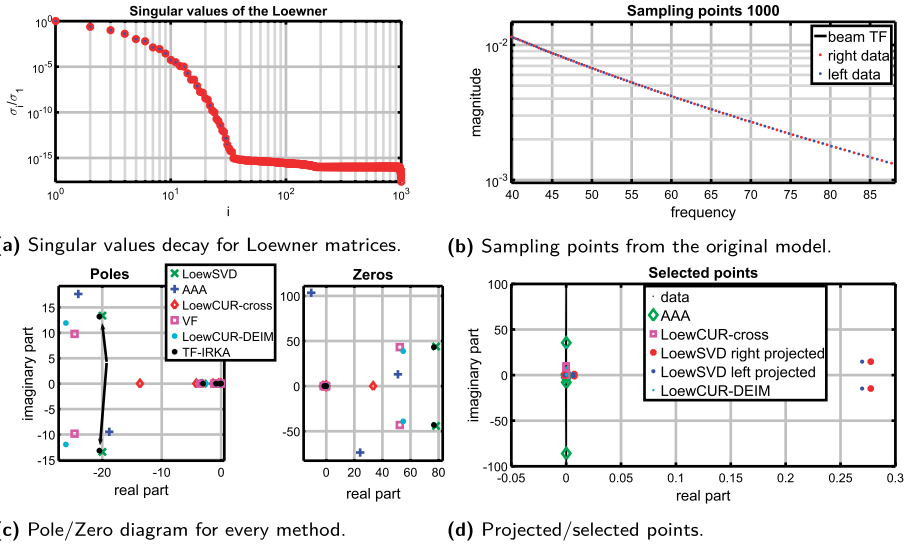 Singular values of the Loewner
10^0
10^-5
10^-10
10^-15
σ_i/σ_1
10^0 10^1 10^2 10^3
i
(a) Singular values decay for Loewner matrices.
Sampling points 1000
beam TF
right data
left data
10^-2
10^-3
magnitude
40 45 50 55 60 65 70 75 80 85
frequency
(b) Sampling points from the original model.
Poles
LoewSVD
AAA
LoewCUR-cross
VF
LoewCUR-DEIM
TF-IRKA
15
10
5
0
-5
-10
-15
imaginary part
-20 0
real part
Zeros
100
50
0
-50
0 20 40 60 80
real part
(c) Pole/Zero diagram for every method.
Selected points
data
AAA
LoewCUR-cross
LoewSVD right projected
LoewSVD left projected
LoewCUR-DEIM
100
50
0
-50
-100
imaginary part
-0.05 0 0.05 0.1 0.15 0.2 0.25 0.3
real part
(d) Projected/selected points.